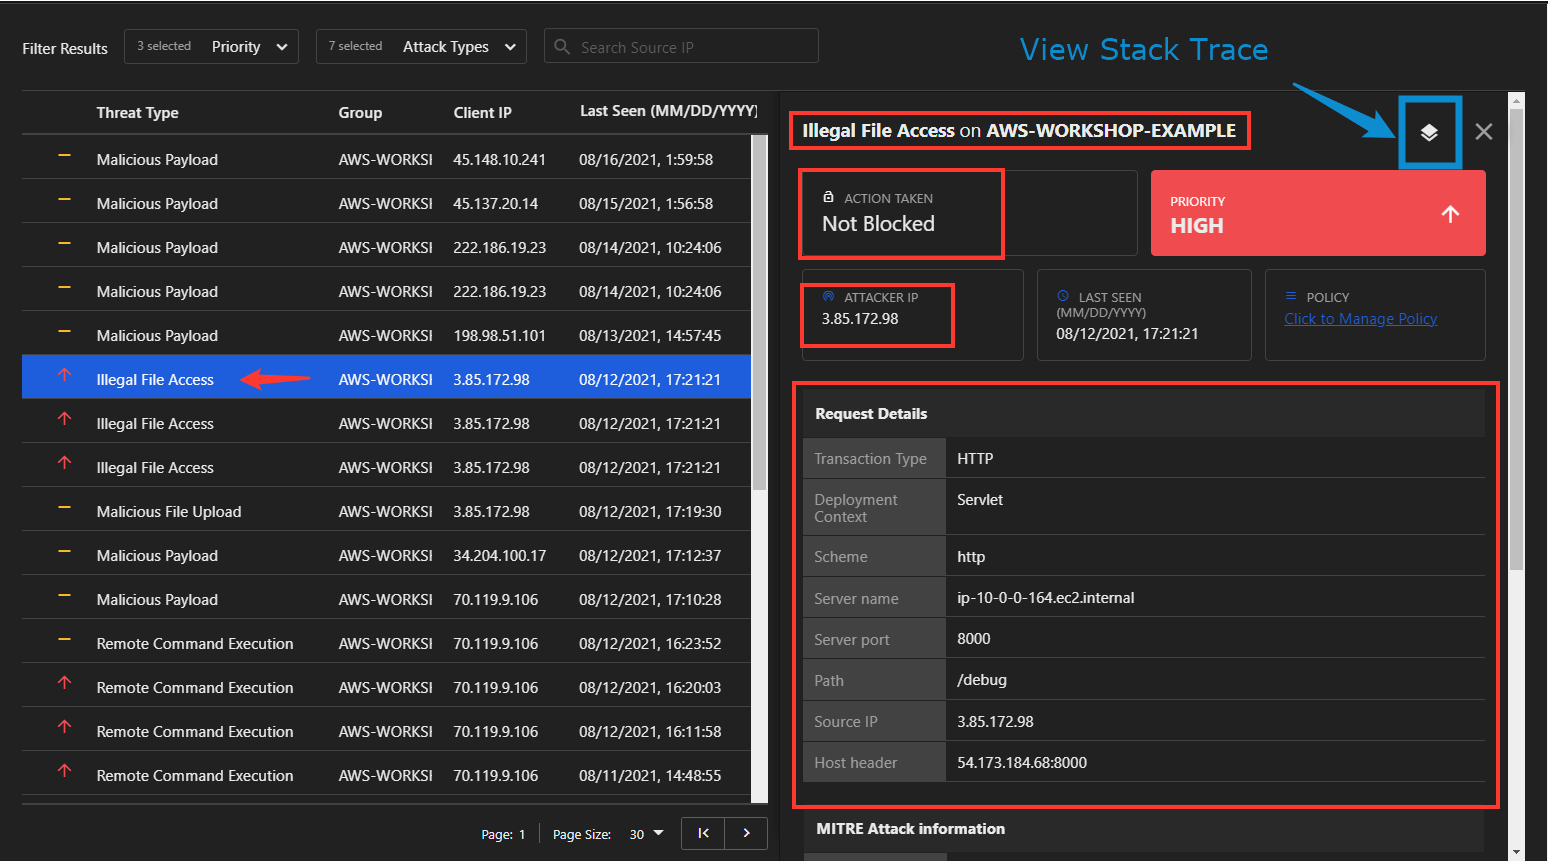 View Stack Trace
Filter Results
3 selected Priority
7 selected Attack Types
Search Source IP
Threat Type Group Client IP Last Seen (MM/DD/YYYY)
Malicious Payload AWS-WORKSI 45.148.10.241 08/16/2021, 1:59:58
Malicious Payload AWS-WORKSI 45.137.20.14 08/15/2021, 1:56:58
Malicious Payload AWS-WORKSI 222.186.19.23 08/14/2021, 10:24:06
Malicious Payload AWS-WORKSI 222.186.19.23 08/14/2021, 10:24:06
Malicious Payload AWS-WORKSI 198.98.51.101 08/13/2021, 14:57:45
Illegal File Access AWS-WORKSI 3.85.172.98 08/12/2021, 17:21:21
Illegal File Access AWS-WORKSI 3.85.172.98 08/12/2021, 17:21:21
Illegal File Access AWS-WORKSI 3.85.172.98 08/12/2021, 17:21:21
Malicious File Upload AWS-WORKSI 3.85.172.98 08/12/2021, 17:19:30
Malicious Payload AWS-WORKSI 34.204.100.17 08/12/2021, 17:12:37
Malicious Payload AWS-WORKSI 70.119.9.106 08/12/2021, 17:10:28
Remote Command Execution AWS-WORKSI 70.119.9.106 08/12/2021, 16:23:52
Remote Command Execution AWS-WORKSI 70.119.9.106 08/12/2021, 16:20:03
Remote Command Execution AWS-WORKSI 70.119.9.106 08/12/2021, 16:11:58
Remote Command Execution AWS-WORKSI 70.119.9.106 08/11/2021, 14:48:55
Page: 1 Page Size: 30
Illegal File Access on AWS-WORKSHOP-EXAMPLE
ACTION TAKEN
Not Blocked
PRIORITY
HIGH
ATTACKER IP
3.85.172.98
LAST SEEN
(MM/DD/YYYY)
08/12/2021, 17:21:21
POLICY
Click to Manage Policy
Request Details
Transaction Type HTTP
Deployment Context Servlet
Scheme http
Server name ip-10-0-0-164.ec2.internal
Server port 8000
Path /debug
Source IP 3.85.172.98
Host header 54.173.184.68:8000
MITRE Attack information